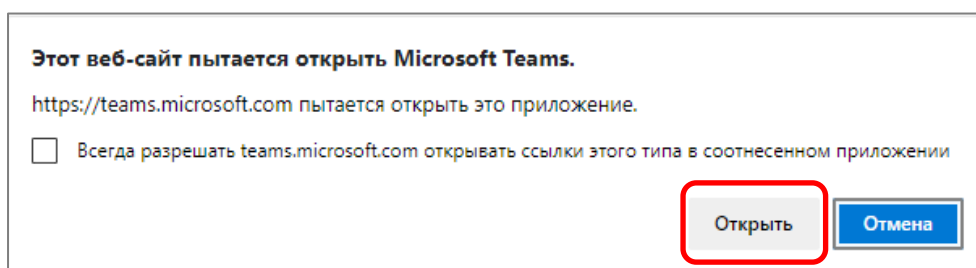 Этот веб-сайт пытается открыть Microsoft Teams.
https://teams.microsoft.com пытается открыть это приложение.
Всегда разрешать teams.microsoft.com открывать ссылки этого типа в соотнесенном приложении
Открыть Отмена